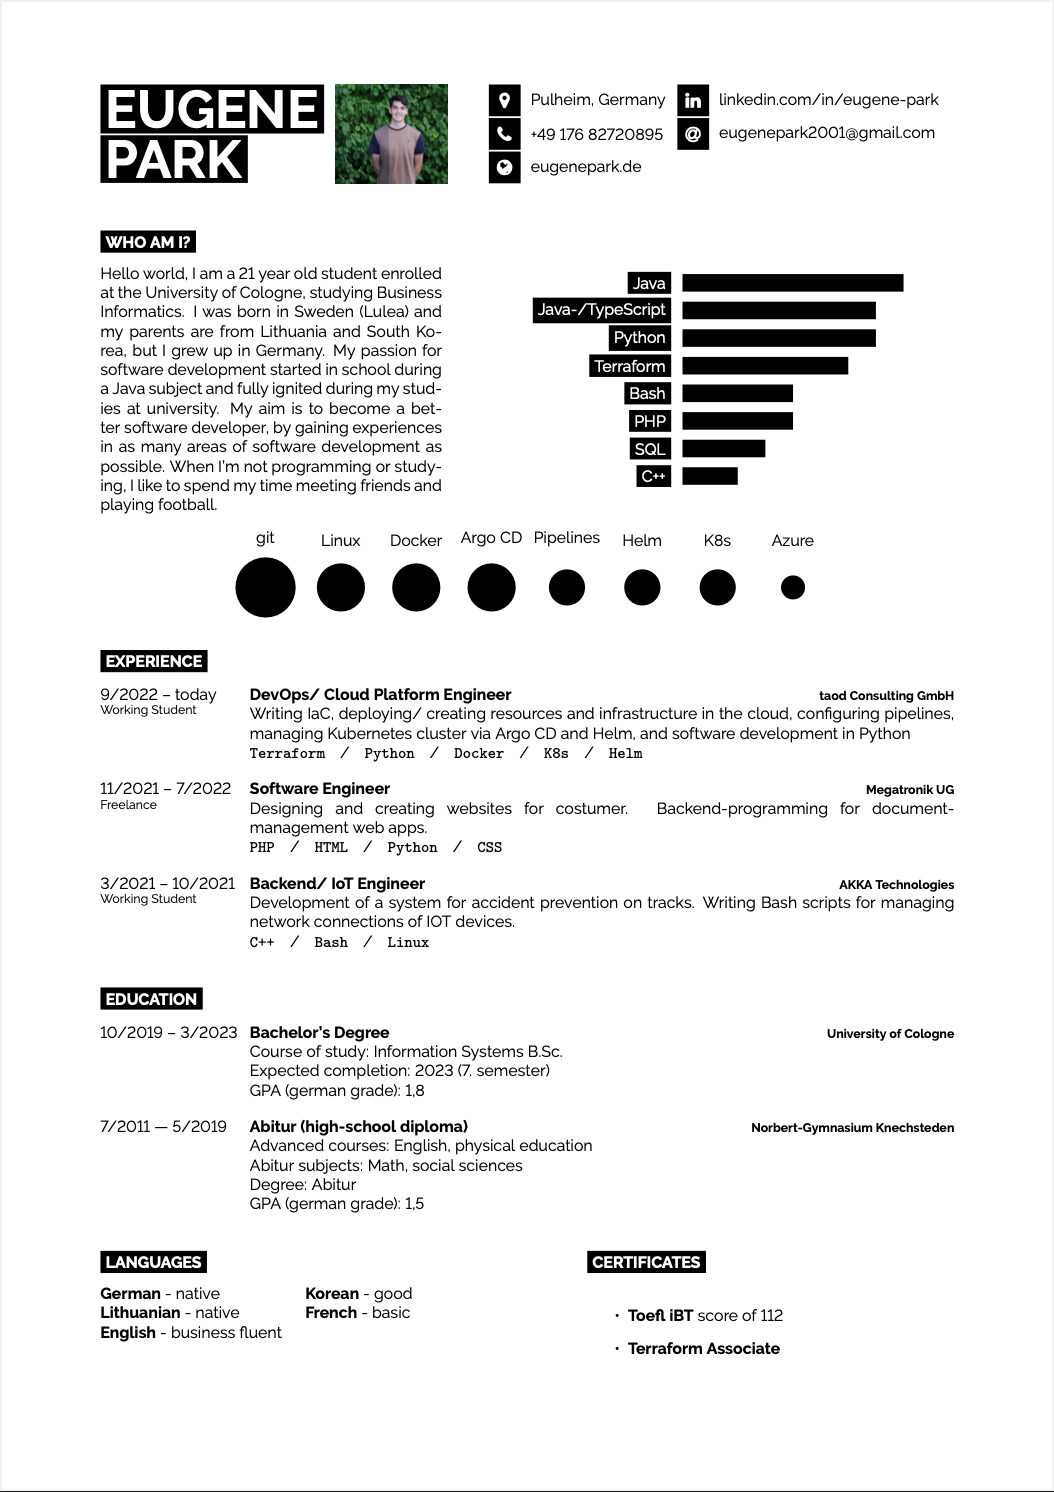 EUGENE
PARK
Pulheim, Germany
linkedin.com/in/eugene-park
+49 176 82720895
eugenepark2001@gmail.com
eugenepark.de
WHO AM I?
Hello world, I am a 21 year old student enrolled
at the University of Cologne, studying Business
Informatics. I was born in Sweden (Lulea) and
my parents are from Lithuania and South Ko-
rea, but I grew up in Germany. My passion for
software development started in school during
a Java subject and fully ignited during my stud-
ies at university. My aim is to become a bet-
ter software developer, by gaining experiences
in as many areas of software development as
possible. When I'm not programming or study-
ing, I like to spend my time meeting friends and
playing football.
Java
Java-/TypeScript
Python
Terraform
Bash
PHP
SQL
C++
git Linux Docker Argo CD Pipelines Helm K8s Azure
EXPERIENCE
9/2022 – today DevOps/ Cloud Platform Engineer taod Consulting GmbH
Working Student
Writing IaC, deploying/ creating resources and infrastructure in the cloud, configuring pipelines,
managing Kubernetes cluster via Argo CD and Helm, and software development in Python
Terraform / Python / Docker / K8s / Helm
11/2021 – 7/2022 Software Engineer Megatronik UG
Freelance
Designing and creating websites for costumer. Backend-programming for document-
management web apps.
PHP / HTML / Python / CSS
3/2021 – 10/2021 Backend/ IoT Engineer AKKA Technologies
Working Student
Development of a system for accident prevention on tracks. Writing Bash scripts for managing
network connections of IOT devices.
C++ / Bash / Linux
EDUCATION
10/2019 – 3/2023 Bachelor's Degree University of Cologne
Course of study: Information Systems B.Sc.
Expected completion: 2023 (7. semester)
GPA (german grade): 1,8
7/2011 — 5/2019 Abitur (high-school diploma) Norbert-Gymnasium Knechsteden
Advanced courses: English, physical education
Abitur subjects: Math, social sciences
Degree: Abitur
GPA (german grade): 1,5
LANGUAGES
German - native
Lithuanian - native
English - business fluent
Korean - good
French - basic
CERTIFICATES
• Toefl iBT score of 112
• Terraform Associate